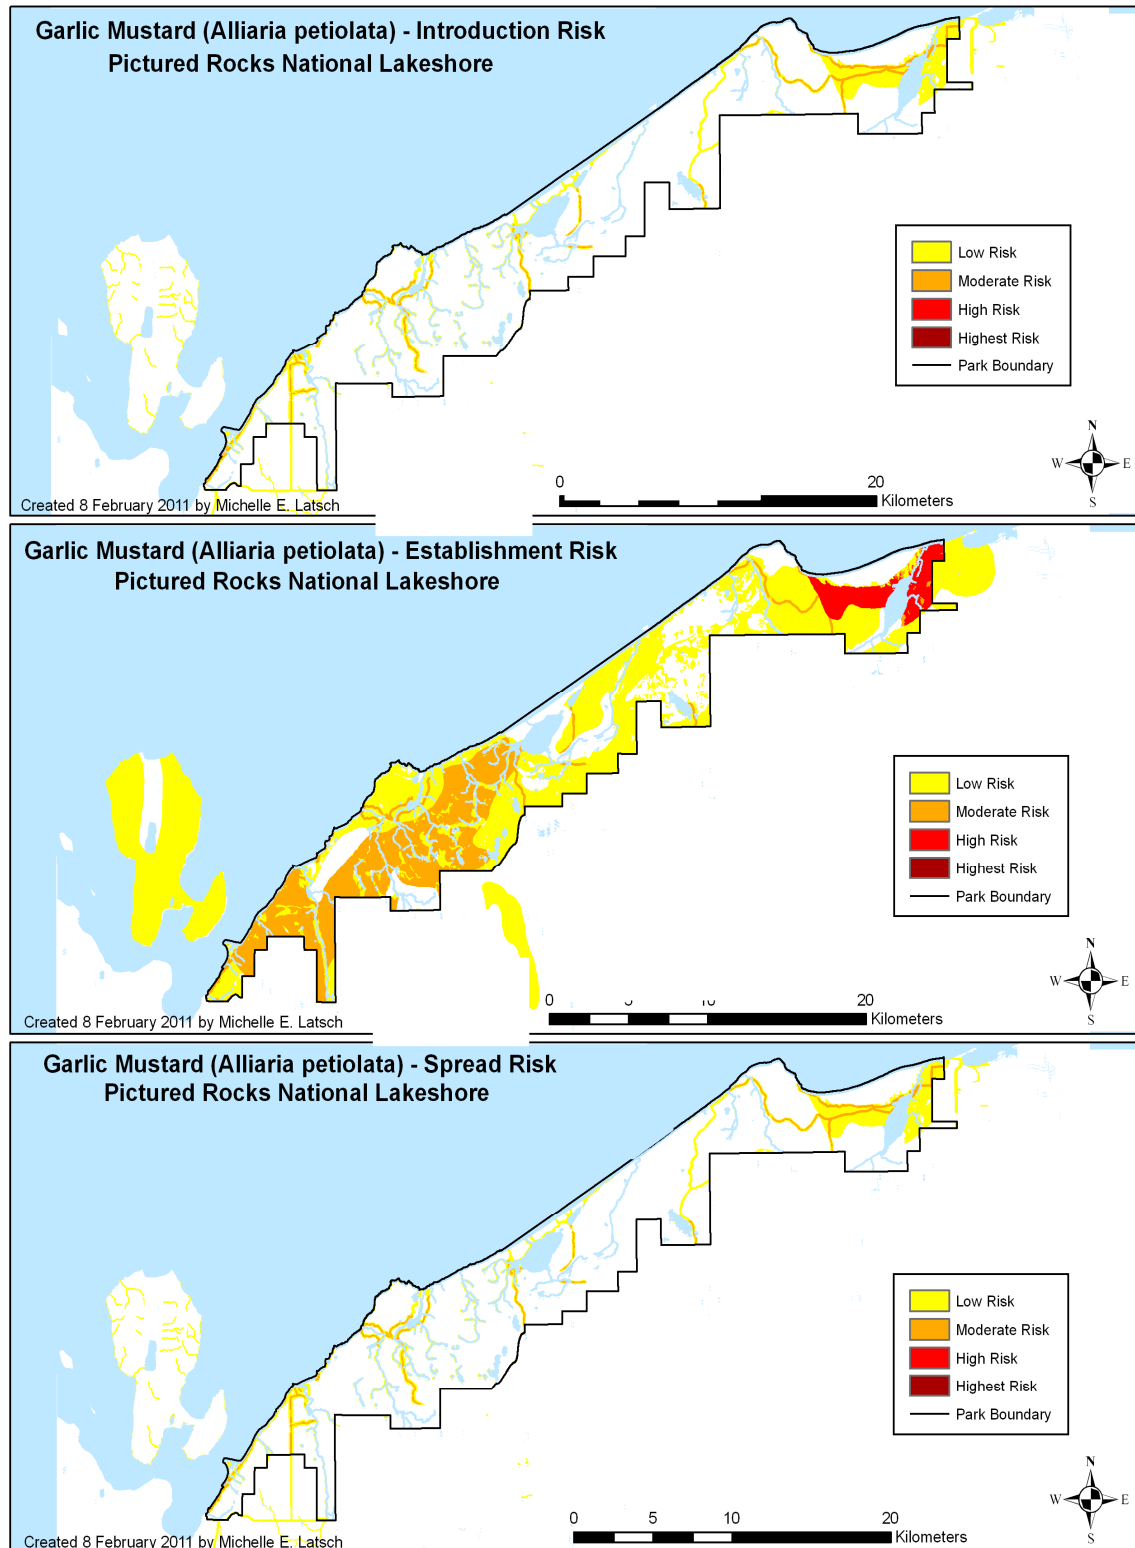 Garlic Mustard (Alliaria petiolata) - Introduction Risk
Pictured Rocks National Lakeshore
Low Risk
Moderate Risk
High Risk
Highest Risk
Park Boundary
N
W E
S
0 20
Kilometers
Created 8 February 2011 by Michelle E. Latsch
Garlic Mustard (Alliaria petiolata) - Establishment Risk
Pictured Rocks National Lakeshore
Low Risk
Moderate Risk
High Risk
Highest Risk
Park Boundary
N
W E
S
0 5 10 20
Kilometers
Created 8 February 2011 by Michelle E. Latsch
Garlic Mustard (Alliaria petiolata) - Spread Risk
Pictured Rocks National Lakeshore
Low Risk
Moderate Risk
High Risk
Highest Risk
Park Boundary
N
W E
S
0 5 10 20
Kilometers
Created 8 February 2011 by Michelle E. Latsch